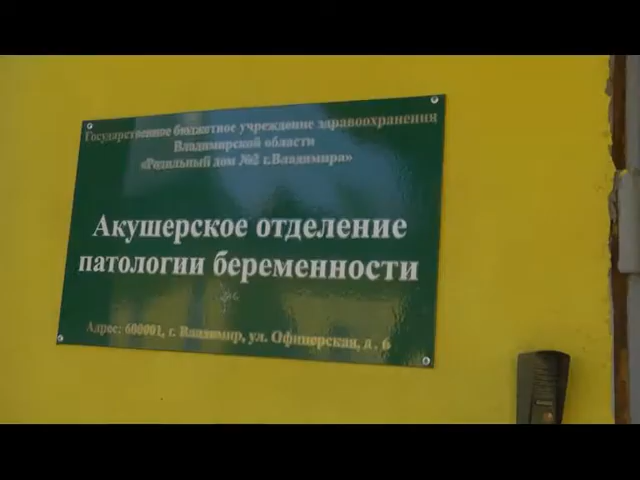 Государственное бюджетное учреждение здравоохранения
Владимирской области
«Родильный дом №2 г.Владимира»
Акушерское отделение
патологии беременности
Адрес: 600001, г. Владимир, ул. Офицерская, д. 6